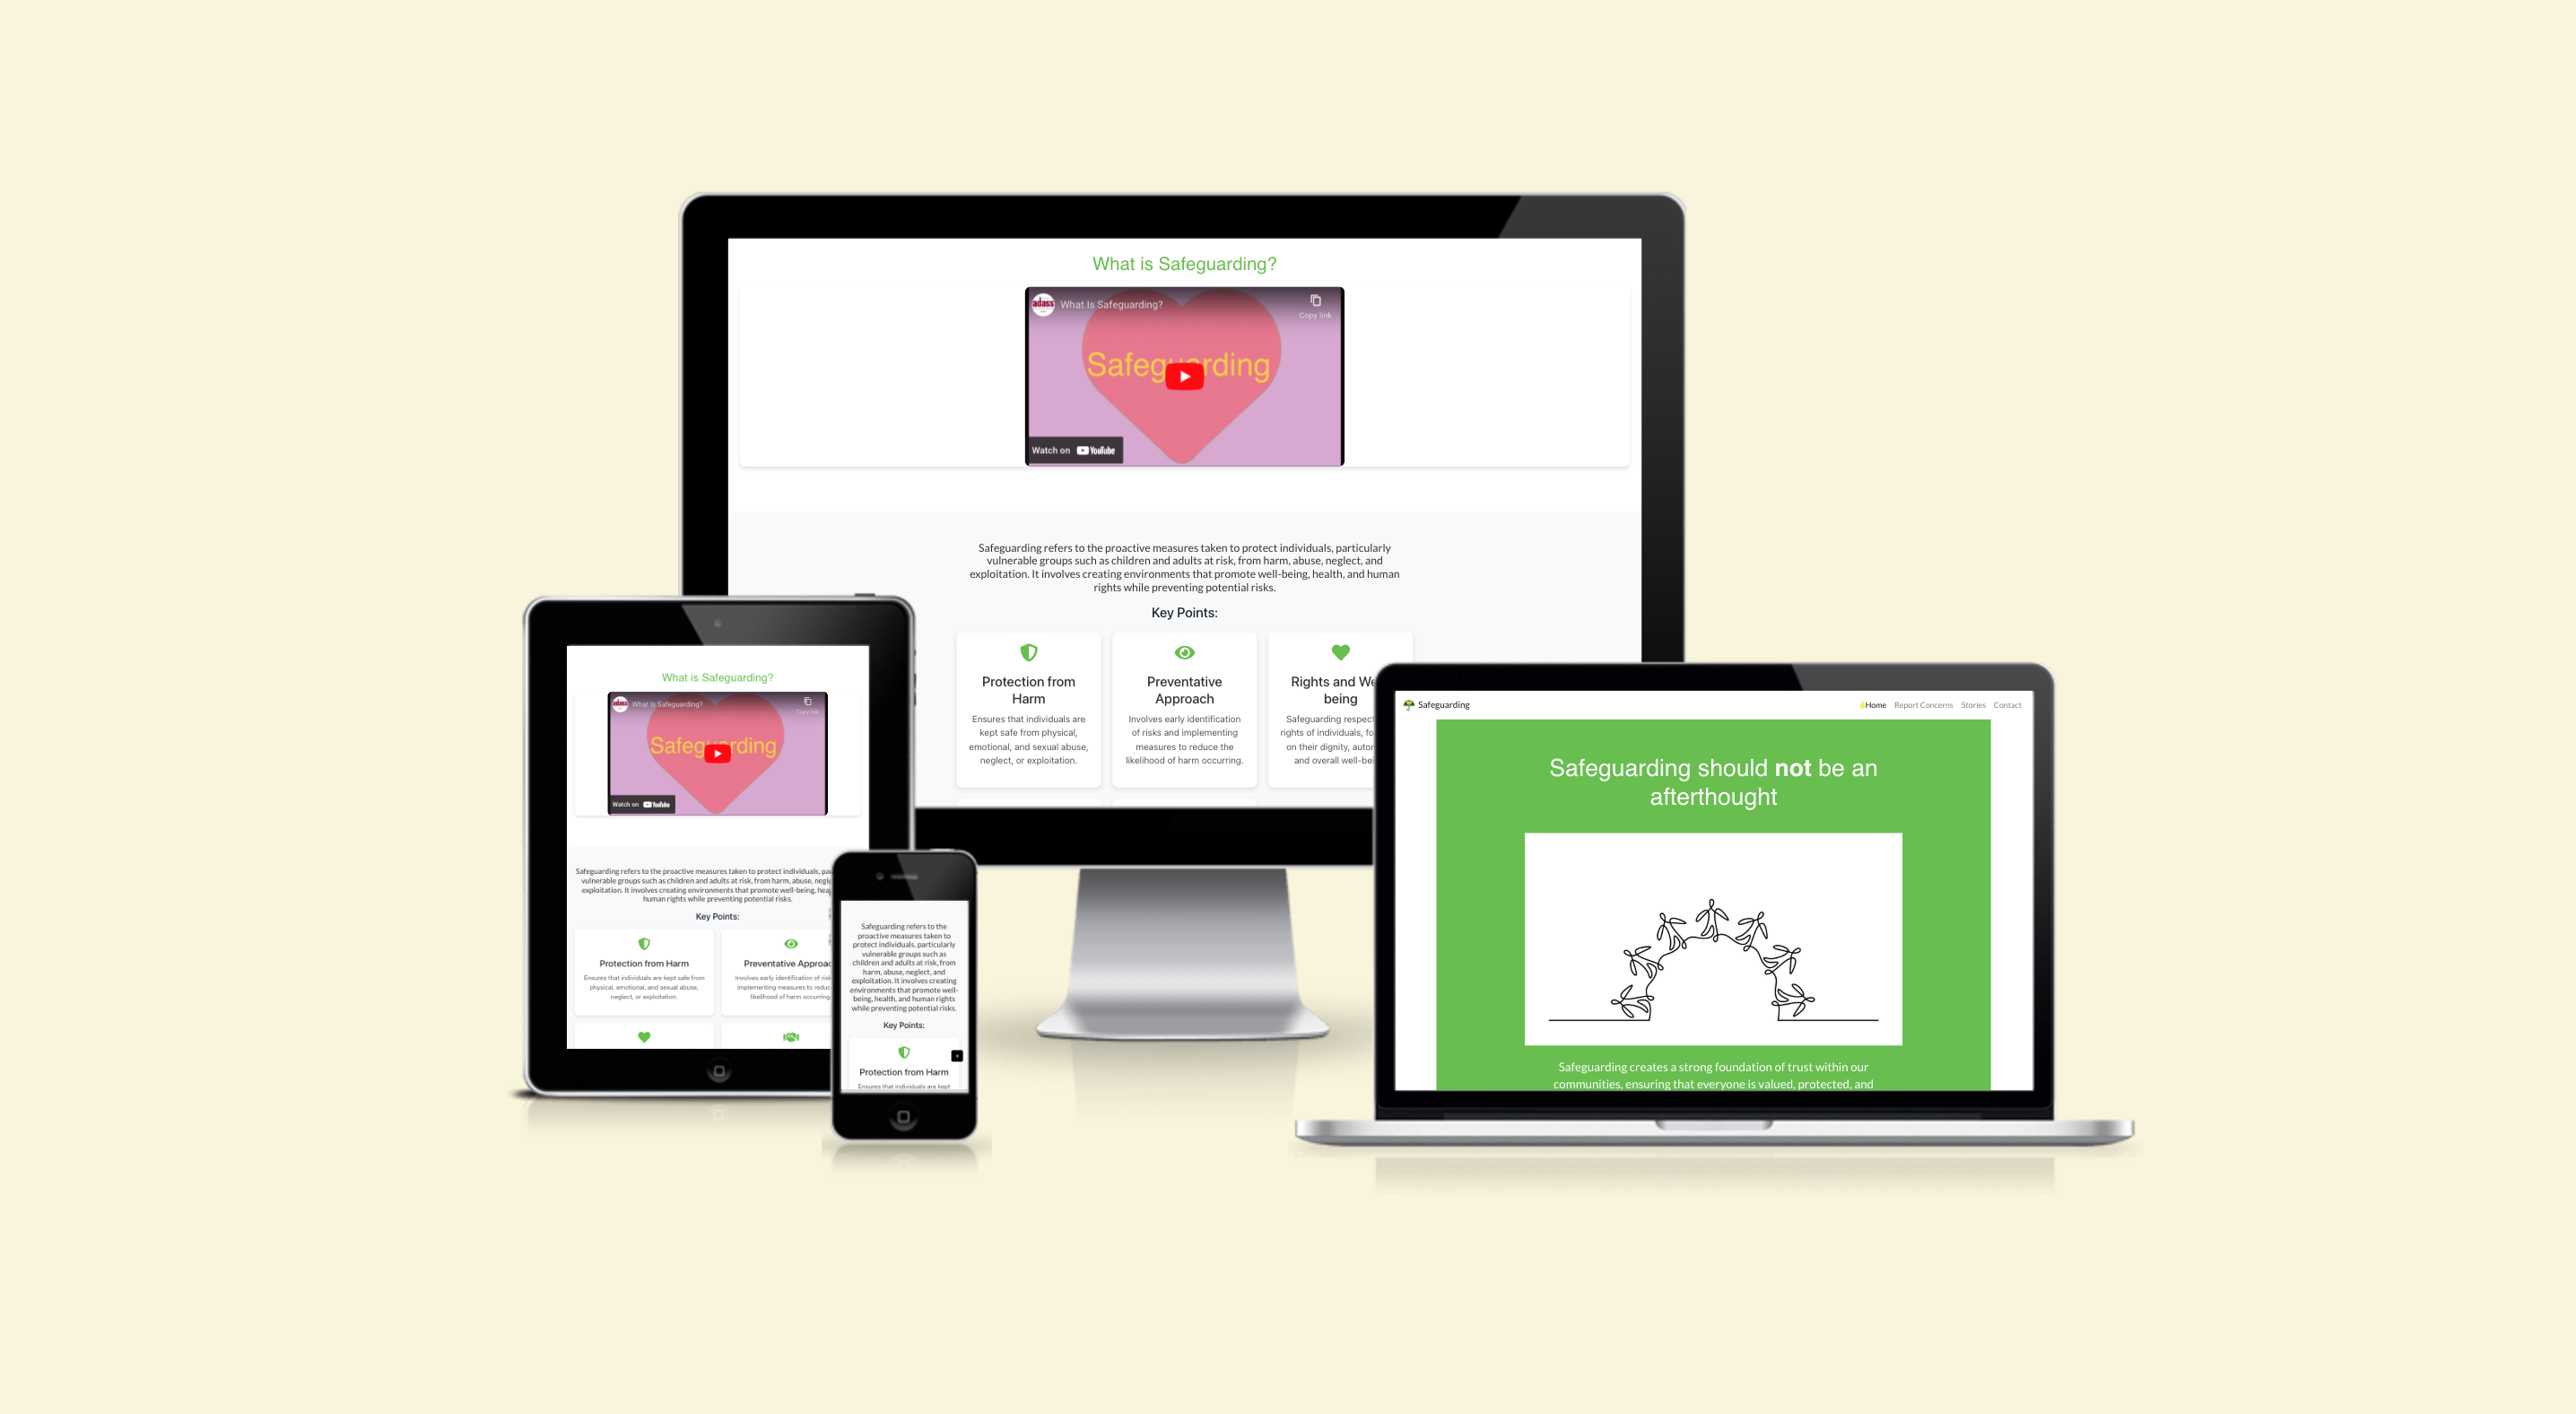 What is Safeguarding?
adass What Is Safeguarding?
Copy link
Safeg rding
Watch on YouTube
Safeguarding refers to the proactive measures taken to protect individuals, particularly
vulnerable groups such as children and adults at risk, from harm, abuse, neglect, and
exploitation. It involves creating environments that promote well-being, health, and human
rights while preventing potential risks.
Key Points:
Protection from
Harm
Ensures that individuals are
kept safe from physical,
emotional, and sexual abuse,
neglect, or exploitation.
Preventative
Approach
Involves early identification
of risks and implementing
measures to reduce the
likelihood of harm occurring.
Rights and We
being
Safeguarding respect
rights of individuals, fo
on their dignity, auto
and overall well-be
What is Safeguarding?
adass What Is Safeguarding?
Copy link
Safeg rding
Watch on YouTube
Safeguarding refers to the proactive measures taken to protect individuals, pa
vulnerable groups such as children and adults at risk, from harm, abuse, negl
exploitation. It involves creating environments that promote well-being, hea
human rights while preventing potential risks.
Key Points:
Protection from Harm
Ensures that individuals are kept safe from
physical, emotional, and sexual abuse,
neglect, or exploitation.
Preventative Approac
Involves early identification of ris
implementing measures to reduc
likelihood of harm occurring.
Safeguarding refers to the
proactive measures taken to
protect individuals, particularly
vulnerable groups such as
children and adults at risk, from
harm, abuse, neglect, and
exploitation. It involves creating
environments that promote well-
being, health, and human rights
while preventing potential risks.
Key Points:
Protection from Harm
Ensures that individuals are kept
Safeguarding
Home Report Concerns Stories Contact
Safeguarding should not be an
afterthought
Safeguarding creates a strong foundation of trust within our
communities, ensuring that everyone is valued, protected, and